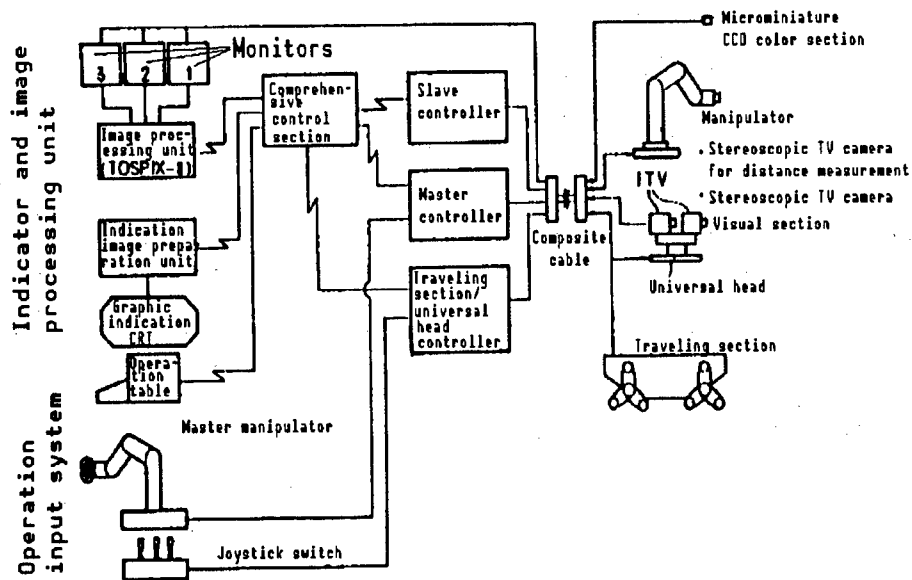 Indicator and image
processing unit
Operation
input system
3
2
1
Monitors
Image proc-
essing unit
(TOSPIX-II)
Indication
image prepa-
ration unit
Graphic
indication
CRT
Opera-
tion
table
Comprehen-
sive
control
section
Slave
controller
Master
controller
Traveling
section/
universal
head
controller
Composite
cable
Microminiature
CCD color section
Manipulator
• Stereoscopic TV camera
for distance measurement
ITV
• Stereoscopic TV camera
Visual section
Universal head
Traveling section
Master manipulator
Joystick switch